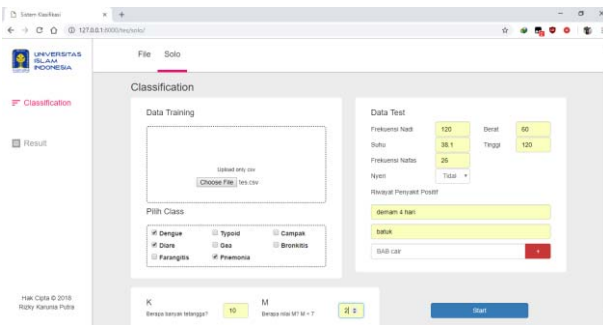 Sistem Klasifikasi
127.0.0.1:8000/tes/solo/
UNIVERSITAS
ISLAM
INDONESIA
File Solo
Classification
Result
Classification
Data Training
Upload only csv
Choose File tes.csv
Pilih Class
Dengue Typoid Campak
Diare Gea Bronkitis
Farangitis Pnemonia
Data Test
Frekuensi Nadi 120 Berat 60
Suhu 38.1 Tinggi 120
Frekuensi Nafas 26
Nyeri Tidak
Riwayat Penyakit Positif
demam 4 hari
batuk
BAB cair
K
Berapa banyak tetangga? 10
M
Berapa nilai M? M < 7 2
Start
Hak Cipta © 2018
Rizky Karunia Putra